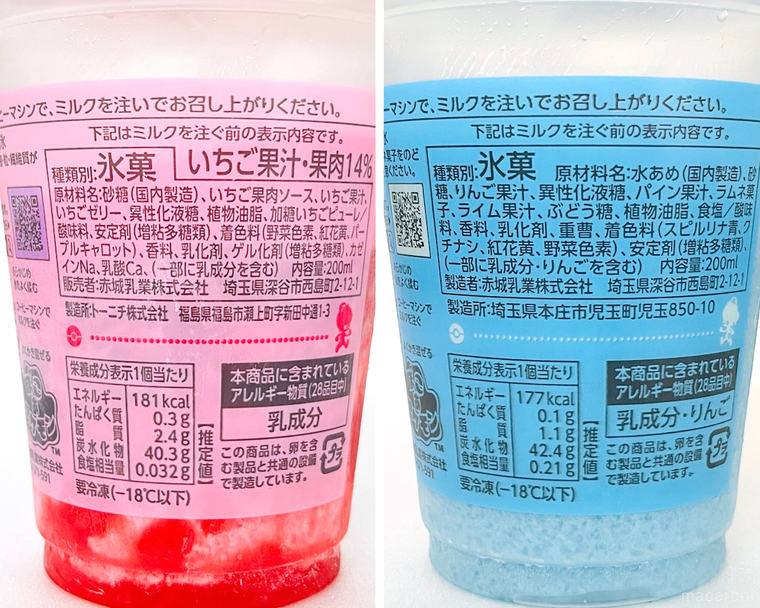 ーヒーマシンで、ミルクを注いでお召し上がりください。
下記はミルクを注ぐ前の表示内容です。
種類別:氷菓 いちご果汁・果肉14%
原材料名:砂糖(国内製造)、いちご果肉ソース、いちご果汁、
いちごゼリー、異性化液糖、植物油脂、加糖いちごピューレ/
酸味料、安定剤(増粘多糖類)、着色料(野菜色素、紅花黄、パー
プルキャロット)、香料、乳化剤、ゲル化剤(増粘多糖類)、カゼ
インNa、乳酸Ca、(一部に乳成分を含む) 内容量:200ml
販売者:赤城乳業株式会社 埼玉県深谷市西島町2-12-1
製造所:トーニチ株式会社 福島県福島市瀬上町字新田中通1-3
栄養成分表示1個当たり
エネルギー 181kcal
たんぱく質 0.3g
脂質 2.4g
炭水化物 40.3g
食塩相当量 0.032g
【推定値】
要冷凍(-18℃以下)
本商品に含まれている
アレルギー物質(28品目中)
乳成分
この商品は、卵を含
む製品と共通の設備
で製造しています。
プラ
ーヒーマシンで、ミルクを注いでお召し上がりください。
下記はミルクを注ぐ前の表示内容です。
種類別:氷菓 原材料名:水あめ(国内製造)、砂
糖、りんご果汁、異性化液糖、パイン果汁、ラムネ菓
子、ライム果汁、ぶどう糖、植物油脂、食塩/酸味
料、香料、乳化剤、重曹、着色料(スピルリナ青、ク
チナシ、紅花黄、野菜色素)、安定剤(増粘多糖類)、
(一部に乳成分・りんごを含む) 内容量:200ml
製造者:赤城乳業株式会社 埼玉県深谷市西島町2-12-1
製造所:埼玉県本庄市児玉町児玉850-10
栄養成分表示1個当たり
エネルギー 177kcal
たんぱく質 0.1g
脂質 1.1g
炭水化物 42.4g
食塩相当量 0.21g
【推定値】
要冷凍(-18℃以下)
本商品に含まれている
アレルギー物質(28品目中)
乳成分・りんご
この商品は、卵を含
む製品と共通の設備
で製造しています。
プラ
macaroni